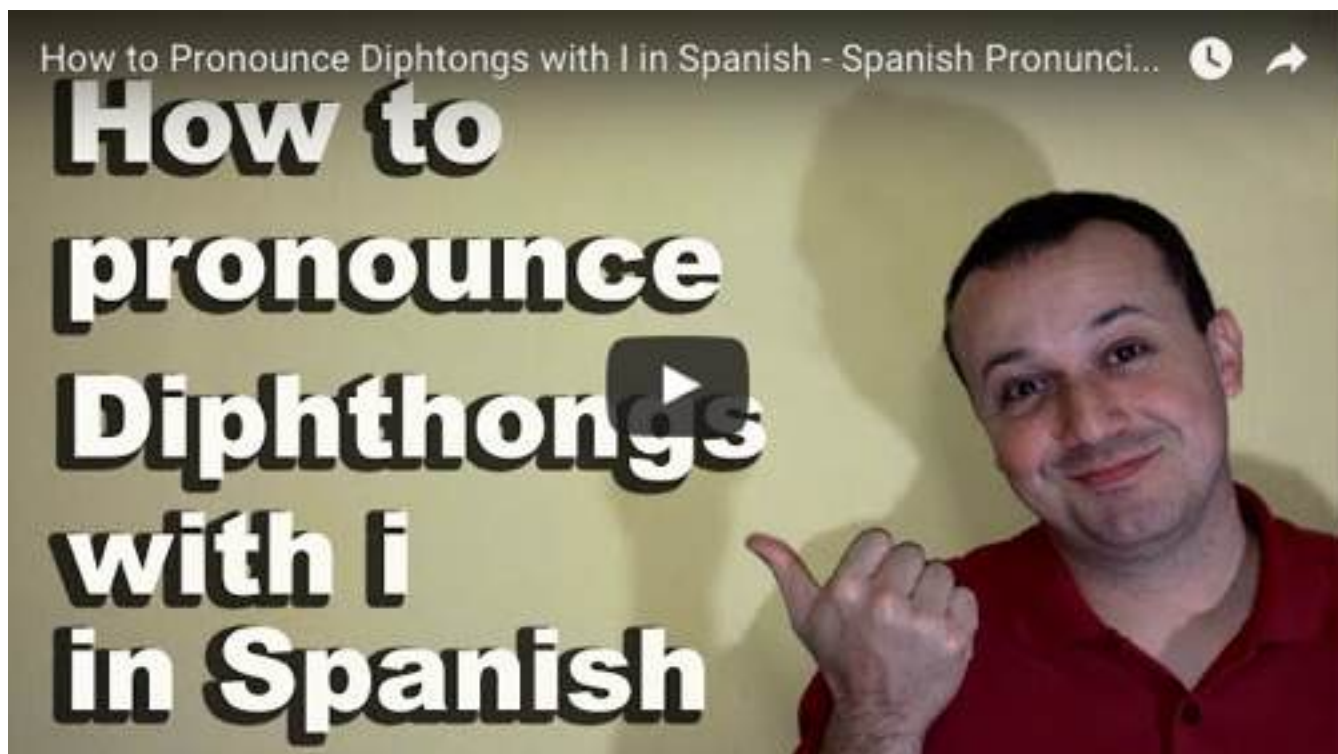 How to Pronounce Diphtongs with I in Spanish - Spanish Pronunci...
How to
pronounce
Diphthongs
with i
in Spanish